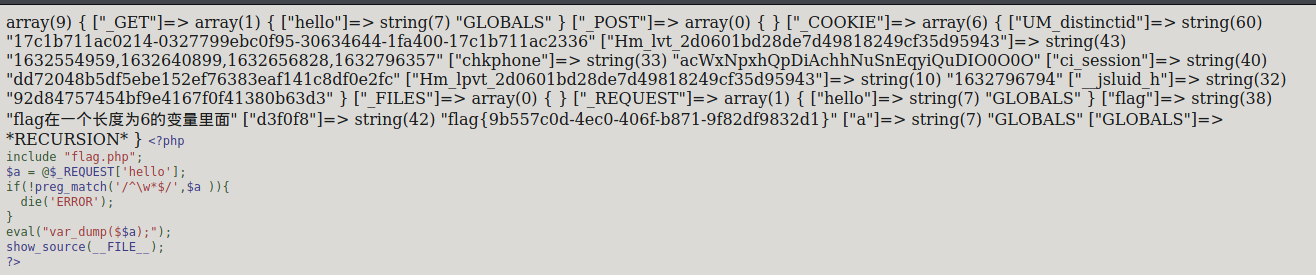 array(9) { ["_GET"]=> array(1) { ["hello"]=> string(7) "GLOBALS" } ["_POST"]=> array(0) { } ["_COOKIE"]=> array(6) { ["UM_distinctid"]=> string(60)
"17c1b711ac0214-0327799ebc0f95-30634644-1fa400-17c1b711ac2336" ["Hm_lvt_2d0601bd28de7d49818249cf35d95943"]=> string(43)
"1632554959,1632640899,1632656828,1632796357" ["chkphone"]=> string(33) "acWxNpxhQpDiAchhNuSnEqyiQuDIO0O0O" ["ci_session"]=> string(40)
"dd72048b5df5ebe152ef76383eaf141c8df0e2fc" ["Hm_lpvt_2d0601bd28de7d49818249cf35d95943"]=> string(10) "1632796794" ["__jsluid_h"]=> string(32)
"92d84757454bf9e4167f0f41380b63d3" } ["_FILES"]=> array(0) { } ["_REQUEST"]=> array(1) { ["hello"]=> string(7) "GLOBALS" } ["flag"]=> string(38)
"flag在一个长度为6的变量里面" ["d3f0f8"]=> string(42) "flag{9b557c0d-4ec0-406f-b871-9f82df9832d1}" ["a"]=> string(7) "GLOBALS" ["GLOBALS"]=>
*RECURSION* } <?php
include "flag.php";
$a = @$_REQUEST['hello'];
if(!preg_match('/^\w*$/',$a )){
  die('ERROR');
}
eval("var_dump($$a);");
show_source(__FILE__);
?>